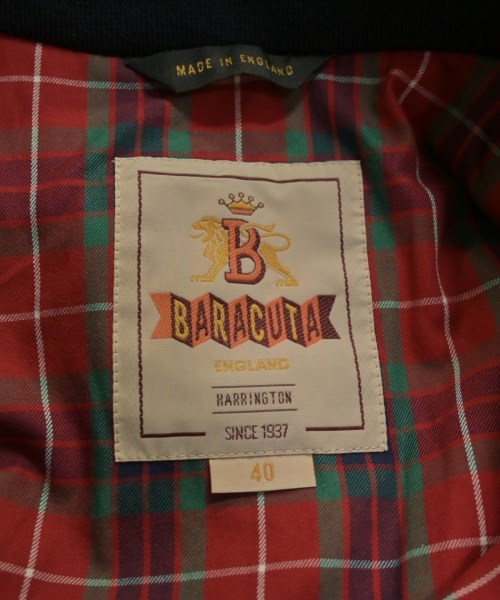 MADE IN ENGLAND
B
BARACUTA
ENGLAND
HARRINGTON
SINCE 1937
40